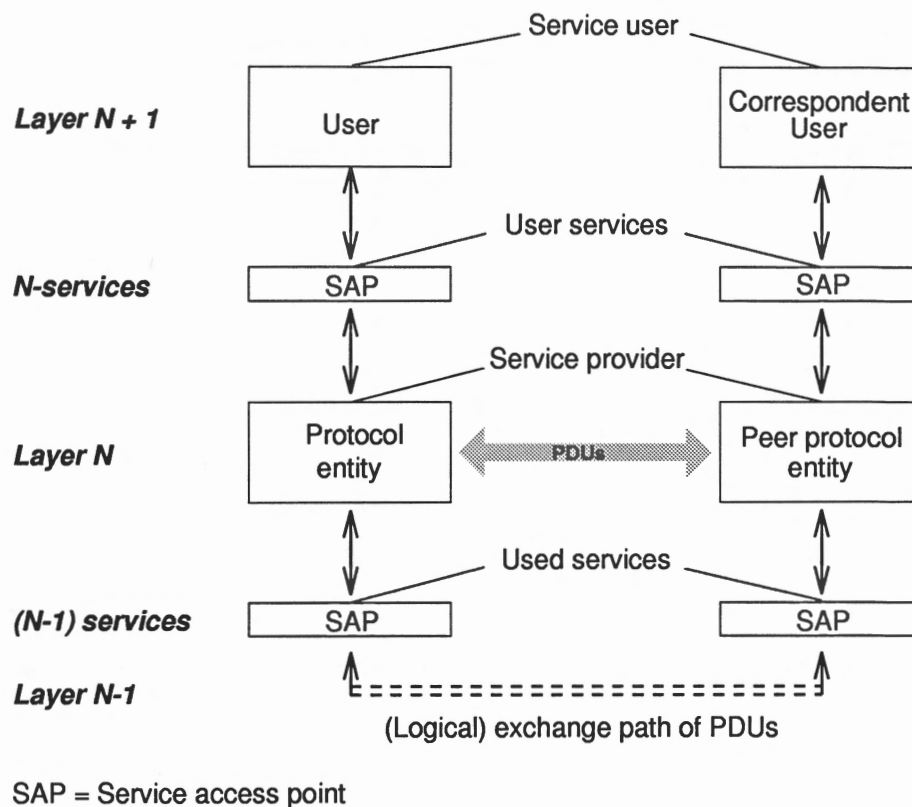 Service user
Layer N + 1
User
Correspondent
User
User services
N-services
SAP
SAP
Service provider
Layer N
Protocol
entity
PDUs
Peer protocol
entity
Used services
(N-1) services
SAP
SAP
Layer N-1
(Logical) exchange path of PDUs
SAP = Service access point